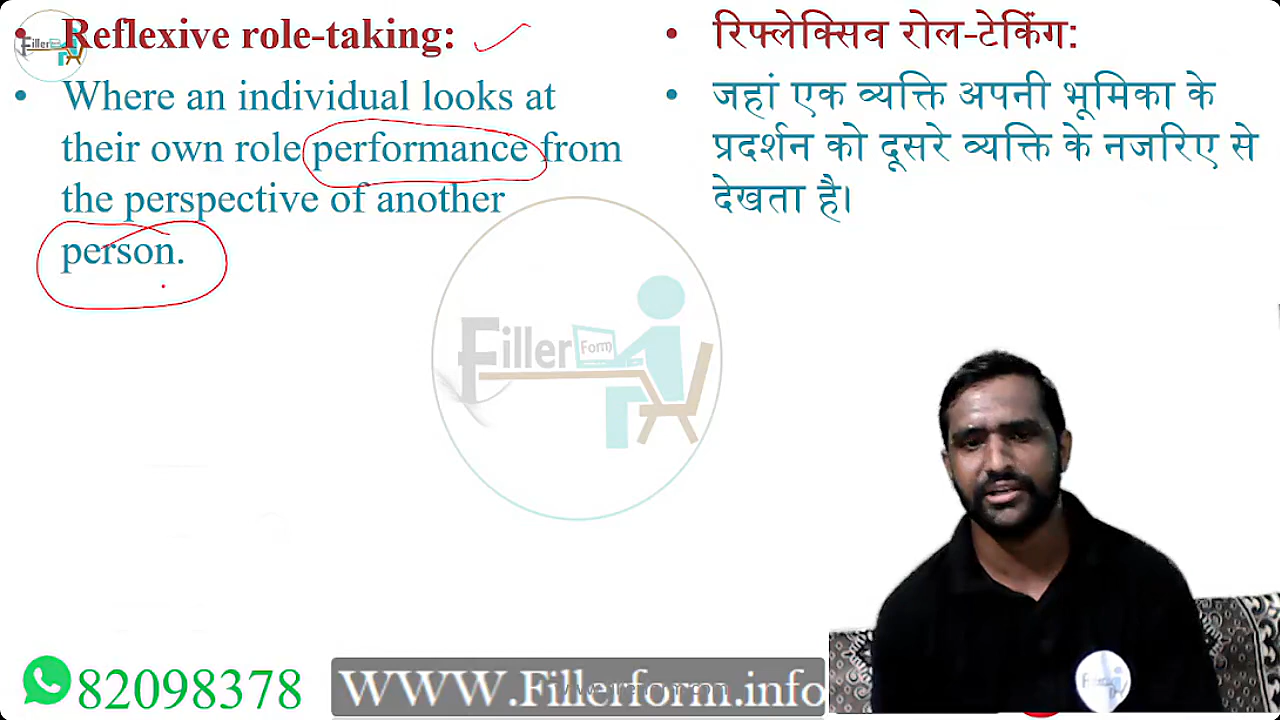 • Reflexive role-taking:
• Where an individual looks at
their own role performance from
the perspective of another
person.
• रिफ्लेक्सिव रोल-टेकिंग:
• जहां एक व्यक्ति अपनी भूमिका के
प्रदर्शन को दूसरे व्यक्ति के नजरिए से
देखता है।
Filler Form
82098378
WWW.Fillerform.info